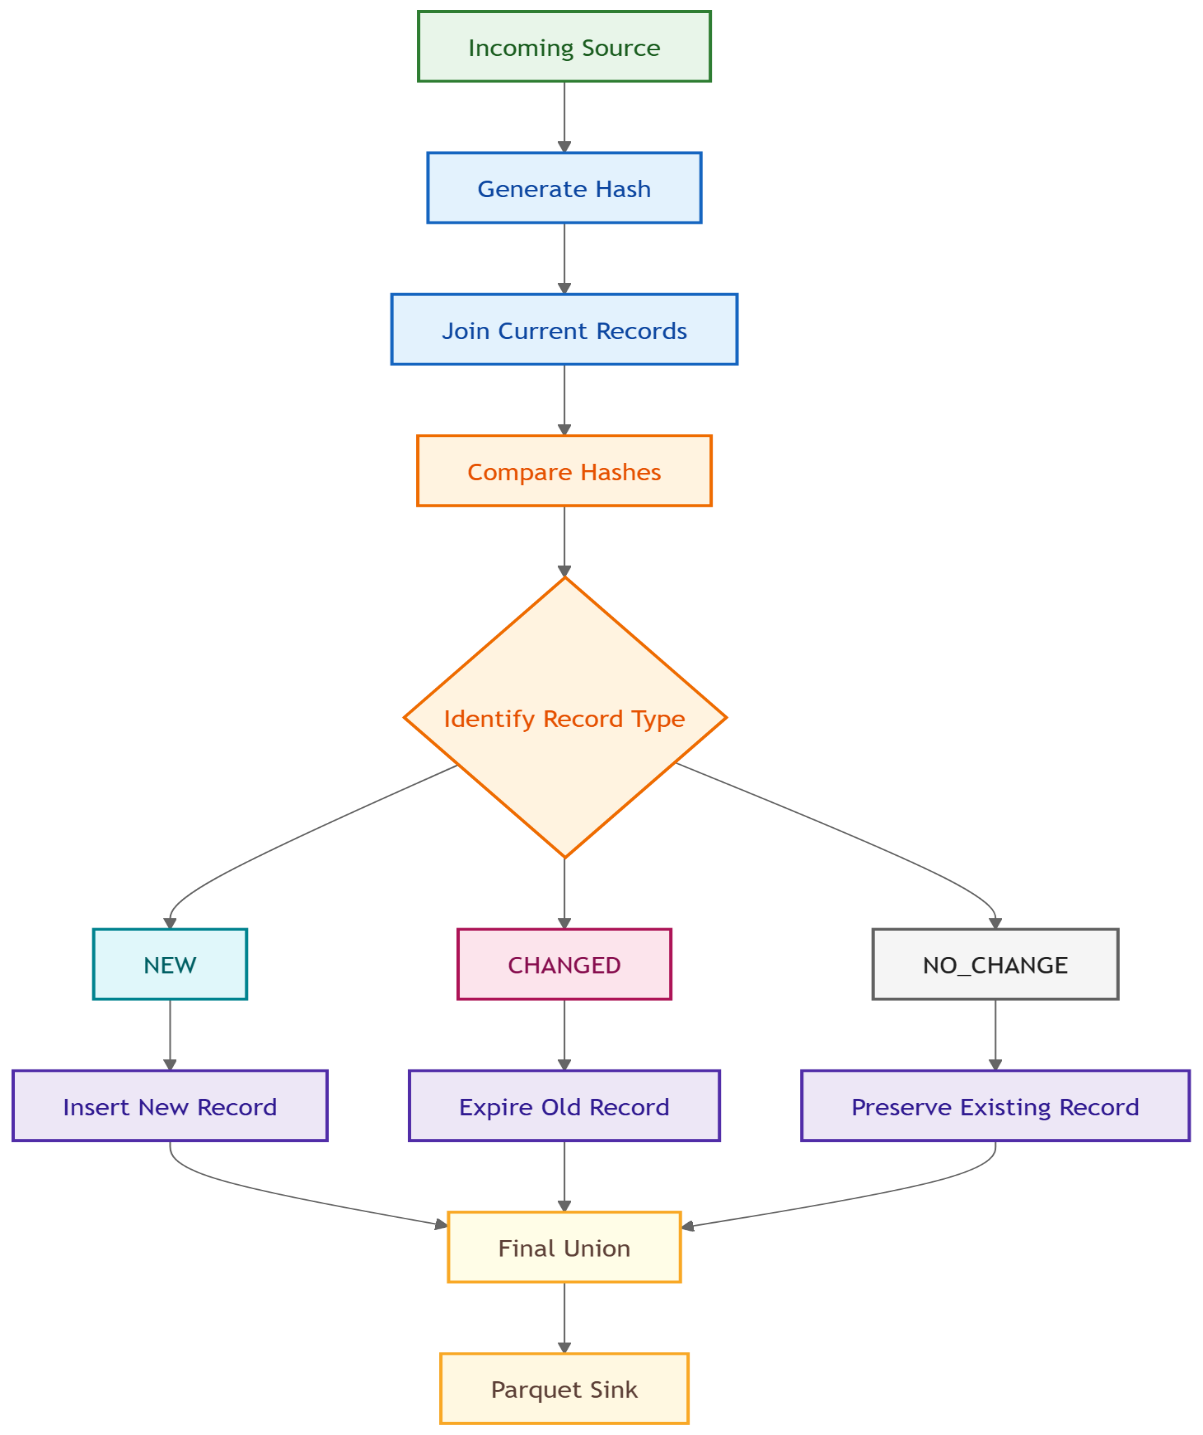 Incoming Source
Generate Hash
Join Current Records
Compare Hashes
Identify Record Type
NEW
CHANGED
NO_CHANGE
Insert New Record
Expire Old Record
Preserve Existing Record
Final Union
Parquet Sink